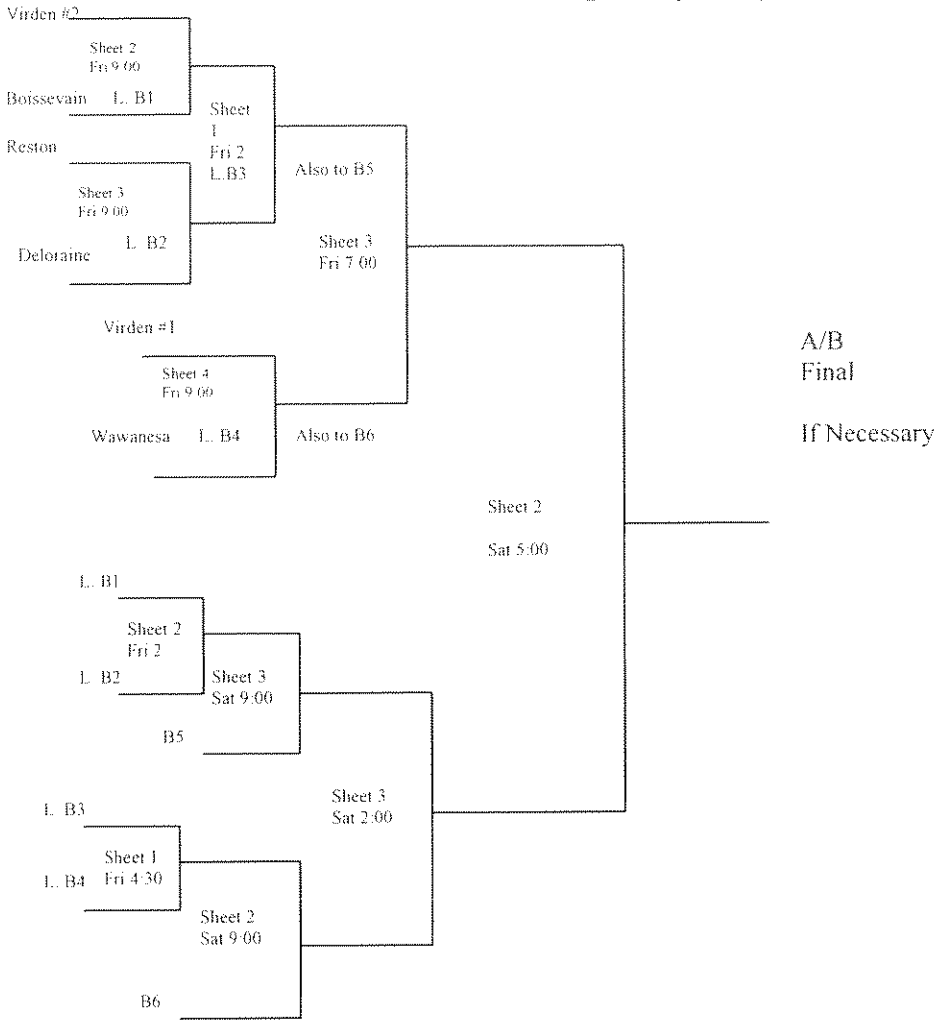 Virden #2
Sheet 2
Fri 9:00
Boissevain L. B1
Reston
Sheet
1
Fri 2
L.B3
Also to B5
Sheet 3
Fri 9:00
Deloraine L B2
Sheet 3
Fri 7:00
Virden #1
Sheet 4
Fri 9:00
Wawanesa L. B4
Also to B6
A/B
Final
If Necessary
Sheet 2
Sat 5:00
L. B1
Sheet 2
Fri 2
L B2
Sheet 3
Sat 9:00
B5
Sheet 3
Sat 2:00
L. B3
Sheet 1
Fri 4:30
L. B4
Sheet 2
Sat 9:00
B6